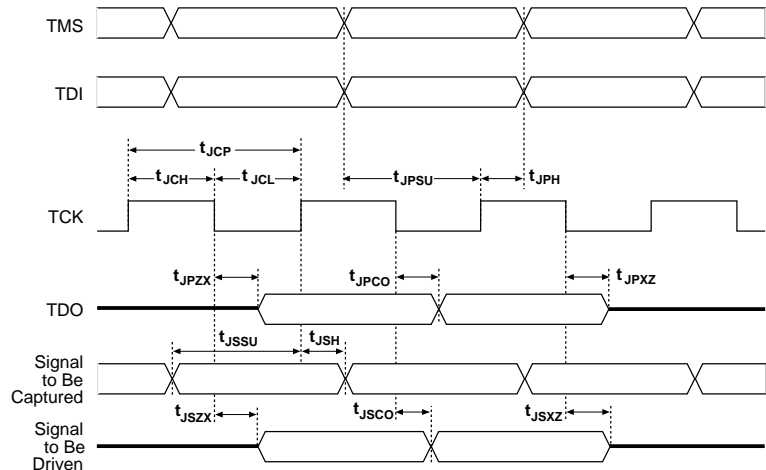 TMS
TDI
tJCP
tJCH tJCL tJPSU tJPH
TCK
tJPZX tJPCO tJPXZ
TDO
tJSSU tJSH
Signal
to Be
Captured
tJSZX tJSCO tJSXZ
Signal
to Be
Driven